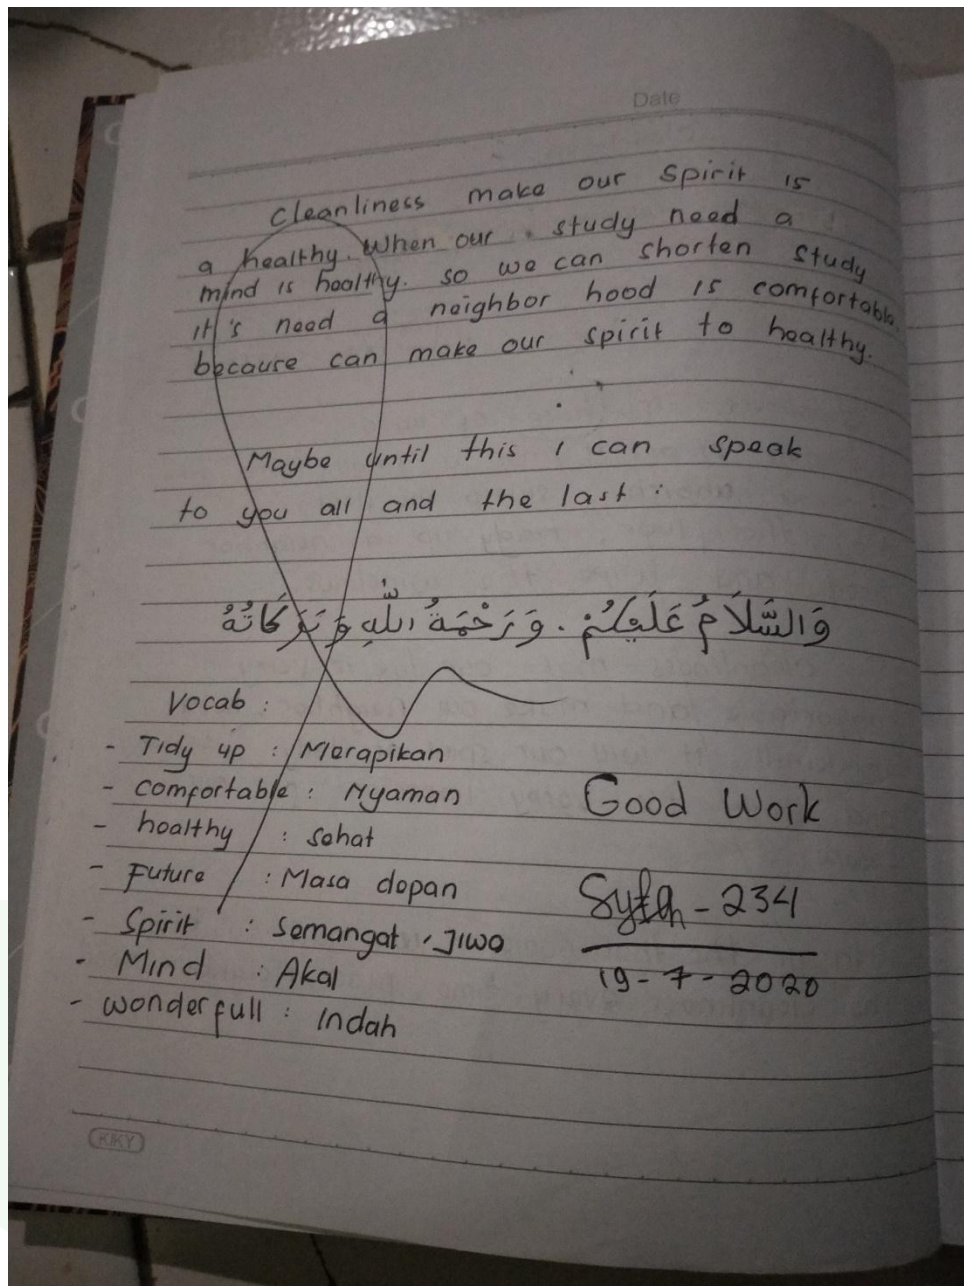 Date
Cleanliness make our Spirit is
a healthy. When our study need a
mind is healthy. so we can shorten study
it's need a neighbor hood is comfortable
because can make our spirit to healthy.
Maybe until this I can speak
to you all and the last :
وَالسَّلَامُ عَلَيْكُمْ . وَرَحْمَةُ اللّٰهِ وَبَرَكَاتُهُ
Vocab :
- Tidy up : Merapikan
- comfortable : Nyaman
- healthy : sehat
- Future : Masa depan
- Spirit : Semangat, Jiwa
- Mind : Akal
- wonderfull : Indah
Good Work
234
19-7-2020
KKY